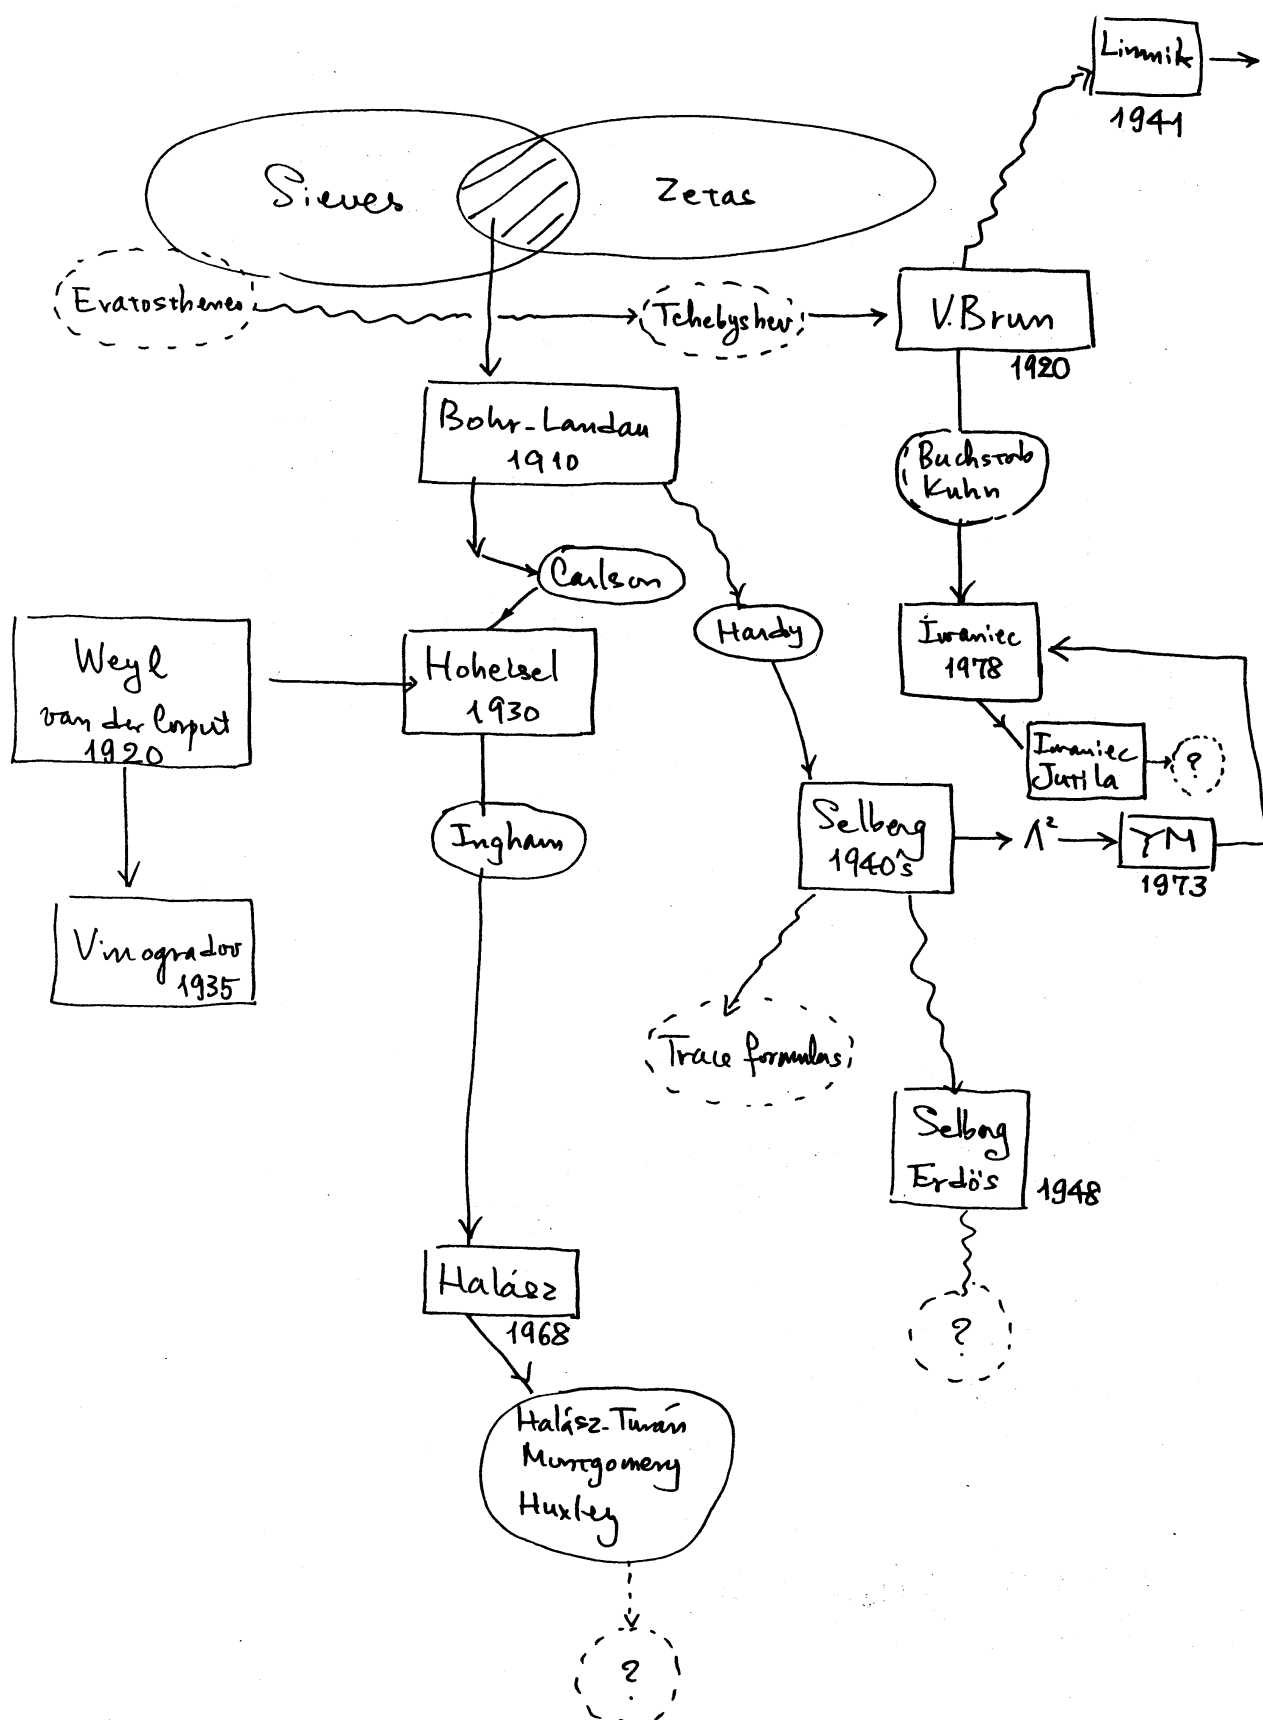 Linnik
1941
Sieves
Zetas
Eratosthenes
Tchebyshev
V. Brun
1920
Bohr-Landau
1910
Buchstab
Kuhn
Carlson
Hardy
Iwaniec
1978
Weyl
van der Corput
1920
Hoheisel
1930
Iwaniec
Jutila
?
Selberg
1940's
Λ²
YM
1973
Ingham
Vinogradov
1935
Trace formulas
Selberg
Erdös
1948
Halász
1968
?
Halász-Turán
Montgomery
Huxley
?